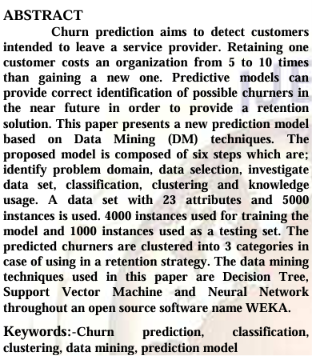 ABSTRACT
Churn prediction aims to detect customers
intended to leave a service provider. Retaining one
customer costs an organization from 5 to 10 times
than gaining a new one. Predictive models can
provide correct identification of possible churners in
the near future in order to provide a retention
solution. This paper presents a new prediction model
based on Data Mining (DM) techniques. The
proposed model is composed of six steps which are;
identify problem domain, data selection, investigate
data set, classification, clustering and knowledge
usage. A data set with 23 attributes and 5000
instances is used. 4000 instances used for training the
model and 1000 instances used as a testing set. The
predicted churners are clustered into 3 categories in
case of using in a retention strategy. The data mining
techniques used in this paper are Decision Tree,
Support Vector Machine and Neural Network
throughout an open source software name WEKA.
Keywords:-Churn prediction, classification,
clustering, data mining, prediction model